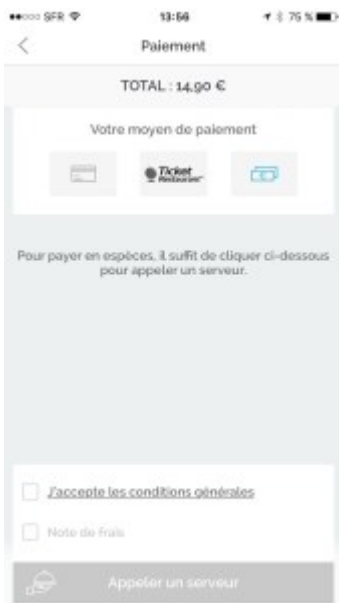 SFR 13:56 75 %
Paiement
TOTAL : 14,90 €
Votre moyen de paiement
Ticket
Restaurant
Pour payer en espèces, il suffit de cliquer ci-dessous
pour appeler un serveur.
J'accepte les conditions générales
Note de frais
Appeler un serveur